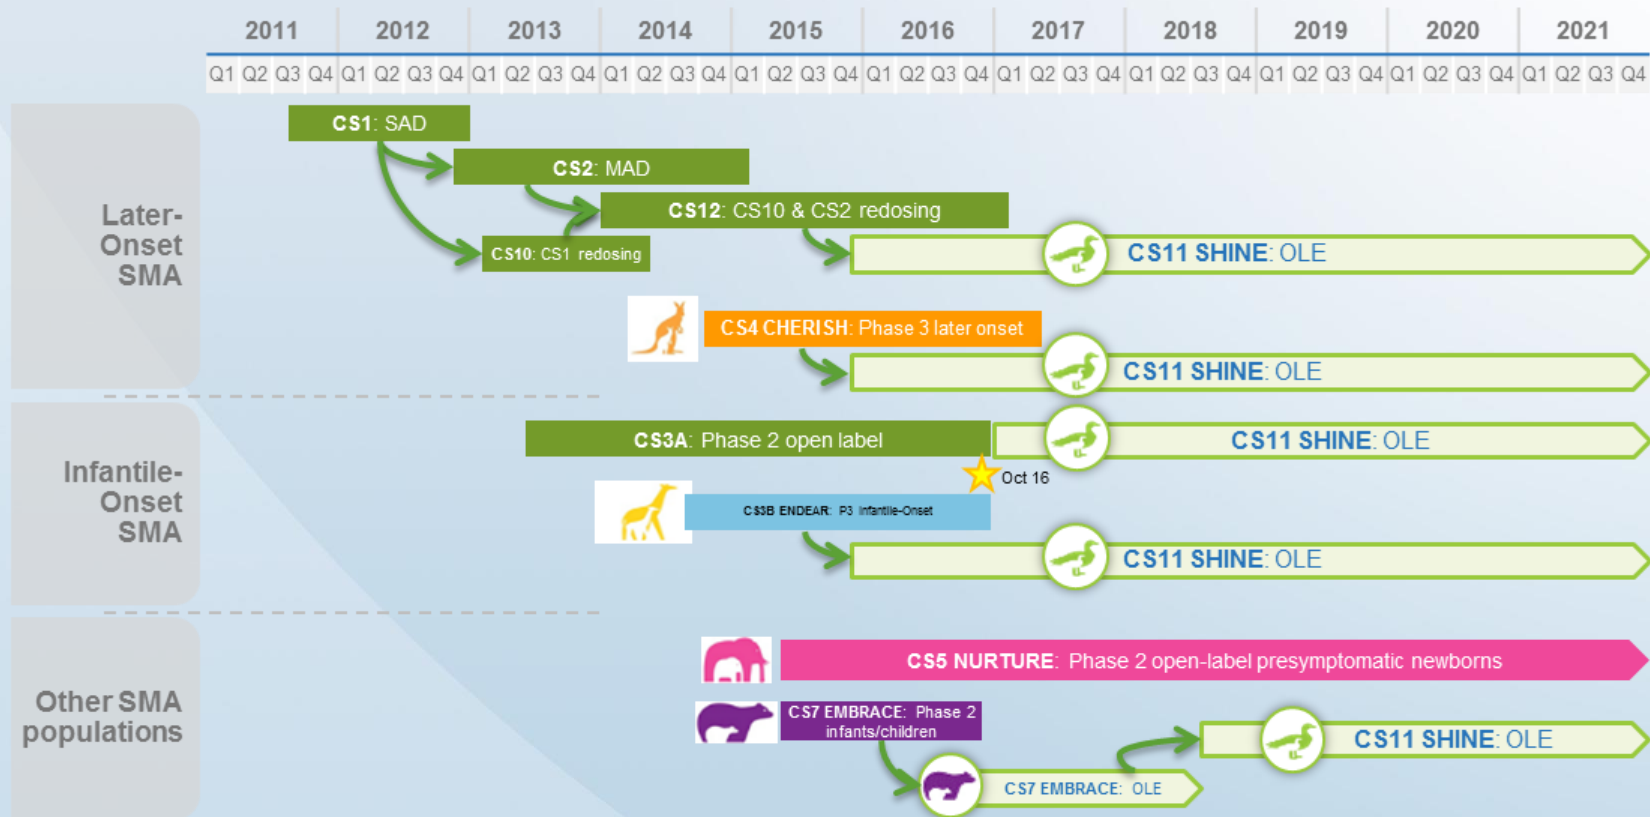 2011 2012 2013 2014 2015 2016 2017 2018 2019 2020 2021
Q1 Q2 Q3 Q4 Q1 Q2 Q3 Q4 Q1 Q2 Q3 Q4 Q1 Q2 Q3 Q4 Q1 Q2 Q3 Q4 Q1 Q2 Q3 Q4 Q1 Q2 Q3 Q4 Q1 Q2 Q3 Q4 Q1 Q2 Q3 Q4 Q1 Q2 Q3 Q4 Q1 Q2 Q3 Q4
Later-
Onset
SMA
CS1: SAD
CS2: MAD
CS12: CS10 & CS2 redosing
CS10: CS1 redosing
CS11 SHINE: OLE
CS4 CHERISH: Phase 3 later onset
CS11 SHINE: OLE
Infantile-
Onset
SMA
CS3A: Phase 2 open label
CS11 SHINE: OLE
Oct 16
CS3B ENDEAR: P3 Infantile-Onset
CS11 SHINE: OLE
Other SMA
populations
CS5 NURTURE: Phase 2 open-label presymptomatic newborns
CS7 EMBRACE: Phase 2
infants/children
CS11 SHINE: OLE
CS7 EMBRACE: OLE